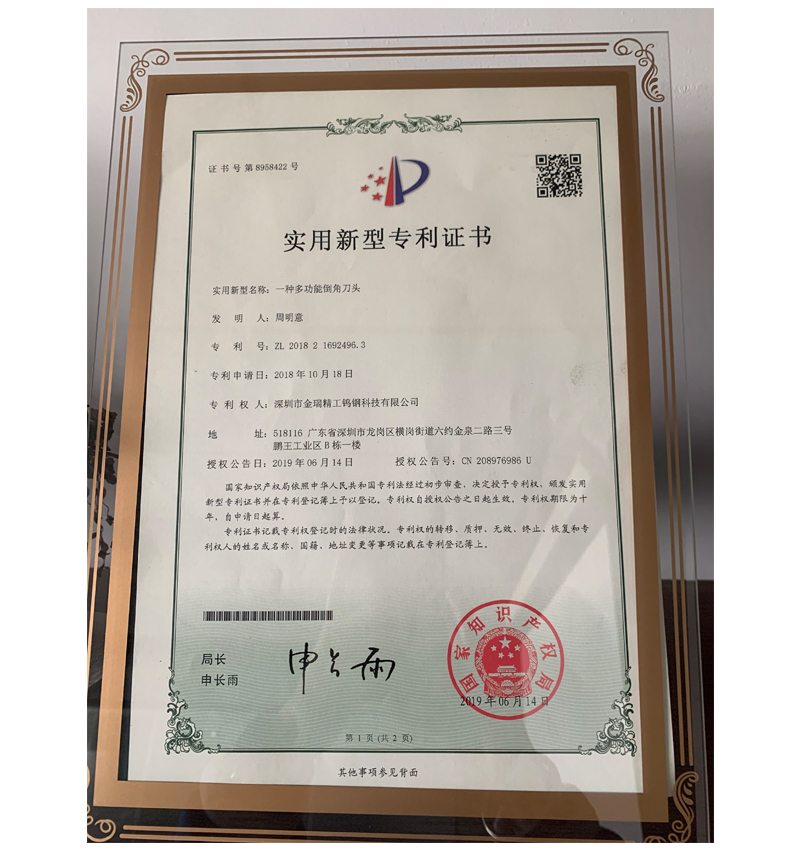 证书号第8958422号
实用新型专利证书
实用新型名称：一种多功能倒角刀头
发明人：周明意
专利号：ZL 2018 2 1692496.3
专利申请日：2018年10月18日
专利权人：深圳市金瑞精工钨钢科技有限公司
地址：518116 广东省深圳市龙岗区横岗街道六约金泉二路三号
鹏王工业区B栋一楼
授权公告日：2019年06月14日 授权公告号：CN 208976986 U
国家知识产权局依照中华人民共和国专利法经过初步审查，决定授予专利权，颁发实用
新型专利证书并在专利登记簿上予以登记。专利权自授权公告之日起生效。专利权期限为十
年，自申请日起算。
专利证书记载专利权登记时的法律状况。专利权的转移、质押、无效、终止、恢复和专
利权人的姓名或名称、国籍、地址变更等事项记载在专利登记簿上。
局长
申长雨
申长雨
国家知识产权局
2019年06月14日
第 1 页 (共 2 页)
其他事项参见背面